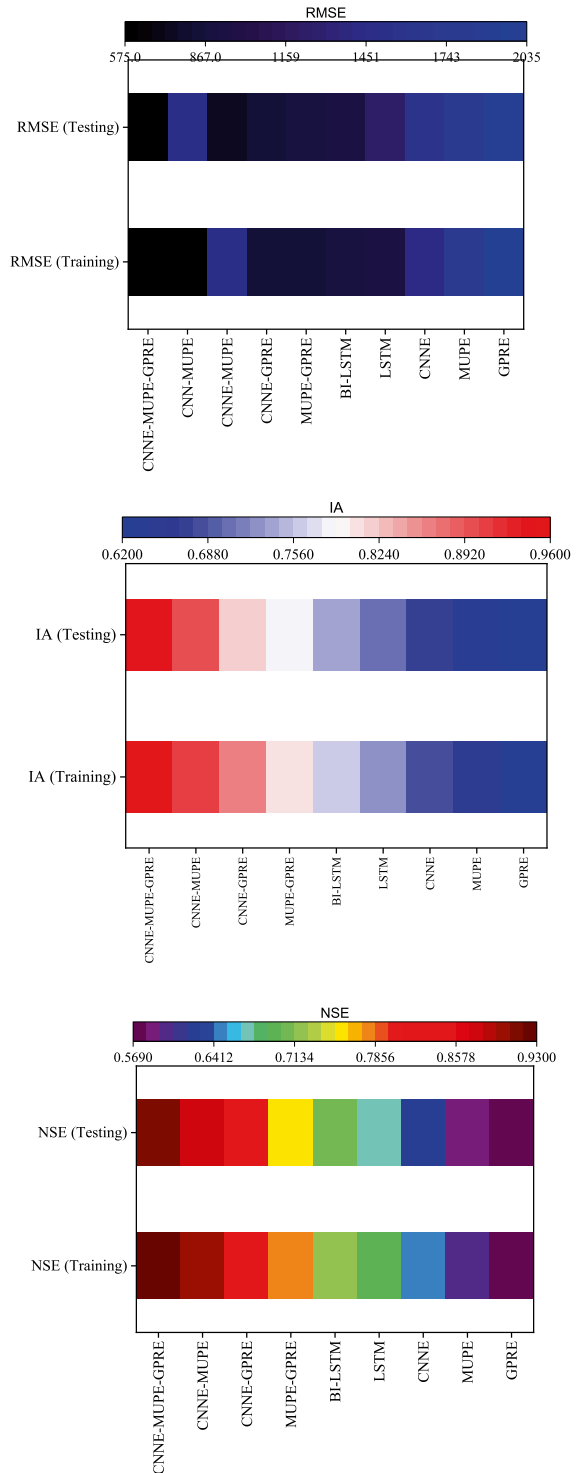 RMSE
575.0 867.0 1159 1451 1743 2035
RMSE (Testing)
RMSE (Training)
CNNE-MUPE-GPRE
CNN-MUPE
CNNE-MUPE
CNNE-GPRE
MUPE-GPRE
BI-LSTM
LSTM
CNNE
MUPE
GPRE
IA
0.6200 0.6880 0.7560 0.8240 0.8920 0.9600
IA (Testing)
IA (Training)
CNNE-MUPE-GPRE
CNNE-MUPE
CNNE-GPRE
MUPE-GPRE
BI-LSTM
LSTM
CNNE
MUPE
GPRE
NSE
0.5690 0.6412 0.7134 0.7856 0.8578 0.9300
NSE (Testing)
NSE (Training)
CNNE-MUPE-GPRE
CNNE-MUPE
CNNE-GPRE
MUPE-GPRE
BI-LSTM
LSTM
CNNE
MUPE
GPRE